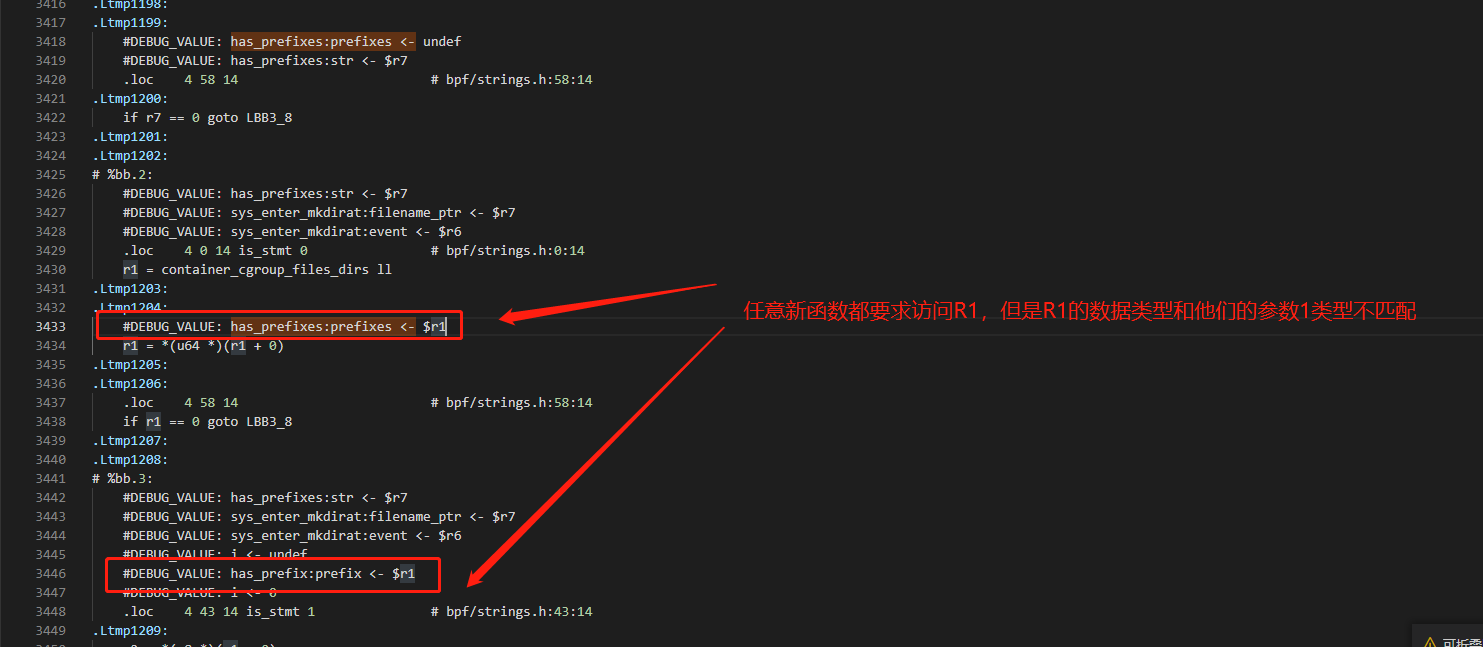 3416 .Ltmp1198:
3417 .Ltmp1199:
3418 #DEBUG_VALUE: has_prefixes:prefixes <- undef
3419 #DEBUG_VALUE: has_prefixes:str <- $r7
3420 .loc 4 58 14 # bpf/strings.h:58:14
3421 .Ltmp1200:
3422 if r7 == 0 goto LBB3_8
3423 .Ltmp1201:
3424 .Ltmp1202:
3425 # %bb.2:
3426 #DEBUG_VALUE: has_prefixes:str <- $r7
3427 #DEBUG_VALUE: sys_enter_mkdirat:filename_ptr <- $r7
3428 #DEBUG_VALUE: sys_enter_mkdirat:event <- $r6
3429 .loc 4 0 14 is_stmt 0 # bpf/strings.h:0:14
3430 r1 = container_cgroup_files_dirs ll
3431 .Ltmp1203:
3432 .Ltmp1204:
任意新函数都要求访问R1，但是R1的数据类型和他们的参数1类型不匹配
3433 #DEBUG_VALUE: has_prefixes:prefixes <- $r1
3434 r1 = *(u64 *)(r1 + 0)
3435 .Ltmp1205:
3436 .Ltmp1206:
3437 .loc 4 58 14 # bpf/strings.h:58:14
3438 if r1 == 0 goto LBB3_8
3439 .Ltmp1207:
3440 .Ltmp1208:
3441 # %bb.3:
3442 #DEBUG_VALUE: has_prefixes:str <- $r7
3443 #DEBUG_VALUE: sys_enter_mkdirat:filename_ptr <- $r7
3444 #DEBUG_VALUE: sys_enter_mkdirat:event <- $r6
3445 #DEBUG_VALUE: i <- undef
3446 #DEBUG_VALUE: has_prefix:prefix <- $r1
3447 #DEBUG_VALUE: i <- 0
3448 .loc 4 43 14 is_stmt 1 # bpf/strings.h:43:14
3449 .Ltmp1209: